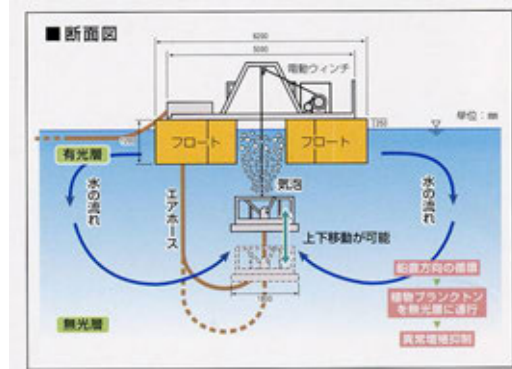 ■断面図
6200
5000
電動ウィンチ
単位：㎜
フロート
フロート
有光層
気泡
水の流れ
エアホース
水の流れ
上下移動が可能
鉛直方向の循環
植物プランクトン
を無光層に連行
異常増殖抑制
無光層